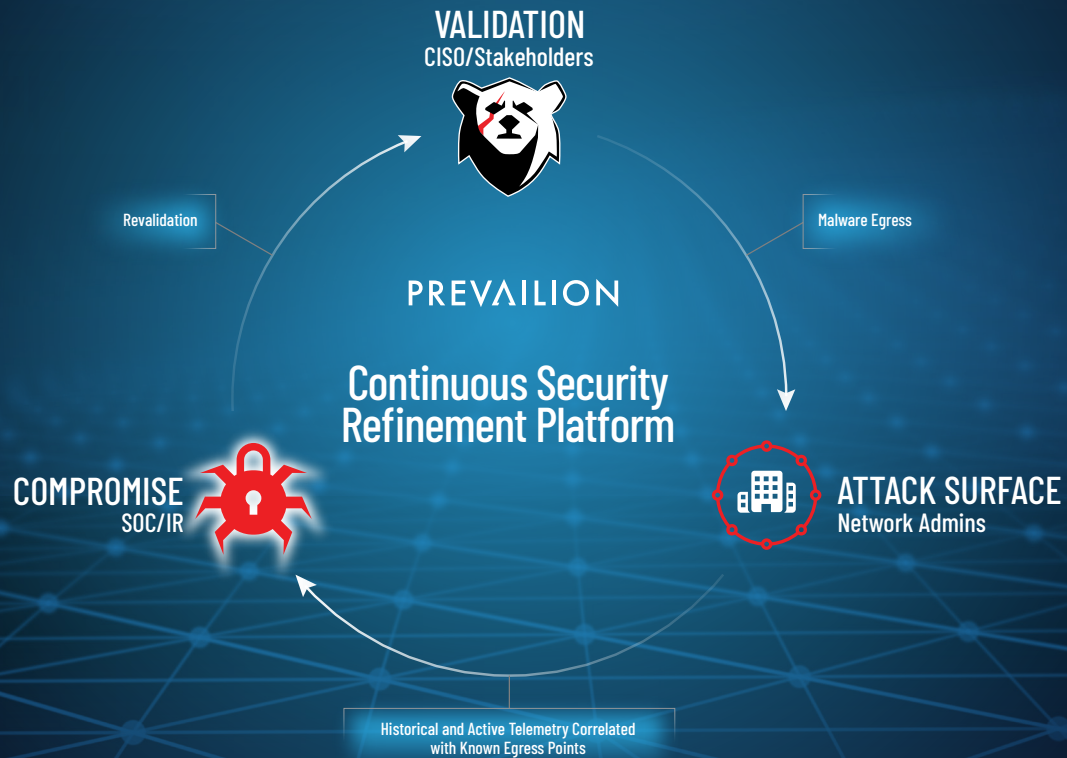 VALIDATION
CISO/Stakeholders
Revalidation
Malware Egress
PREVAILION
Continuous Security
Refinement Platform
COMPROMISE
SOC/IR
ATTACK SURFACE
Network Admins
Historical and Active Telemetry Correlated
with Known Egress Points